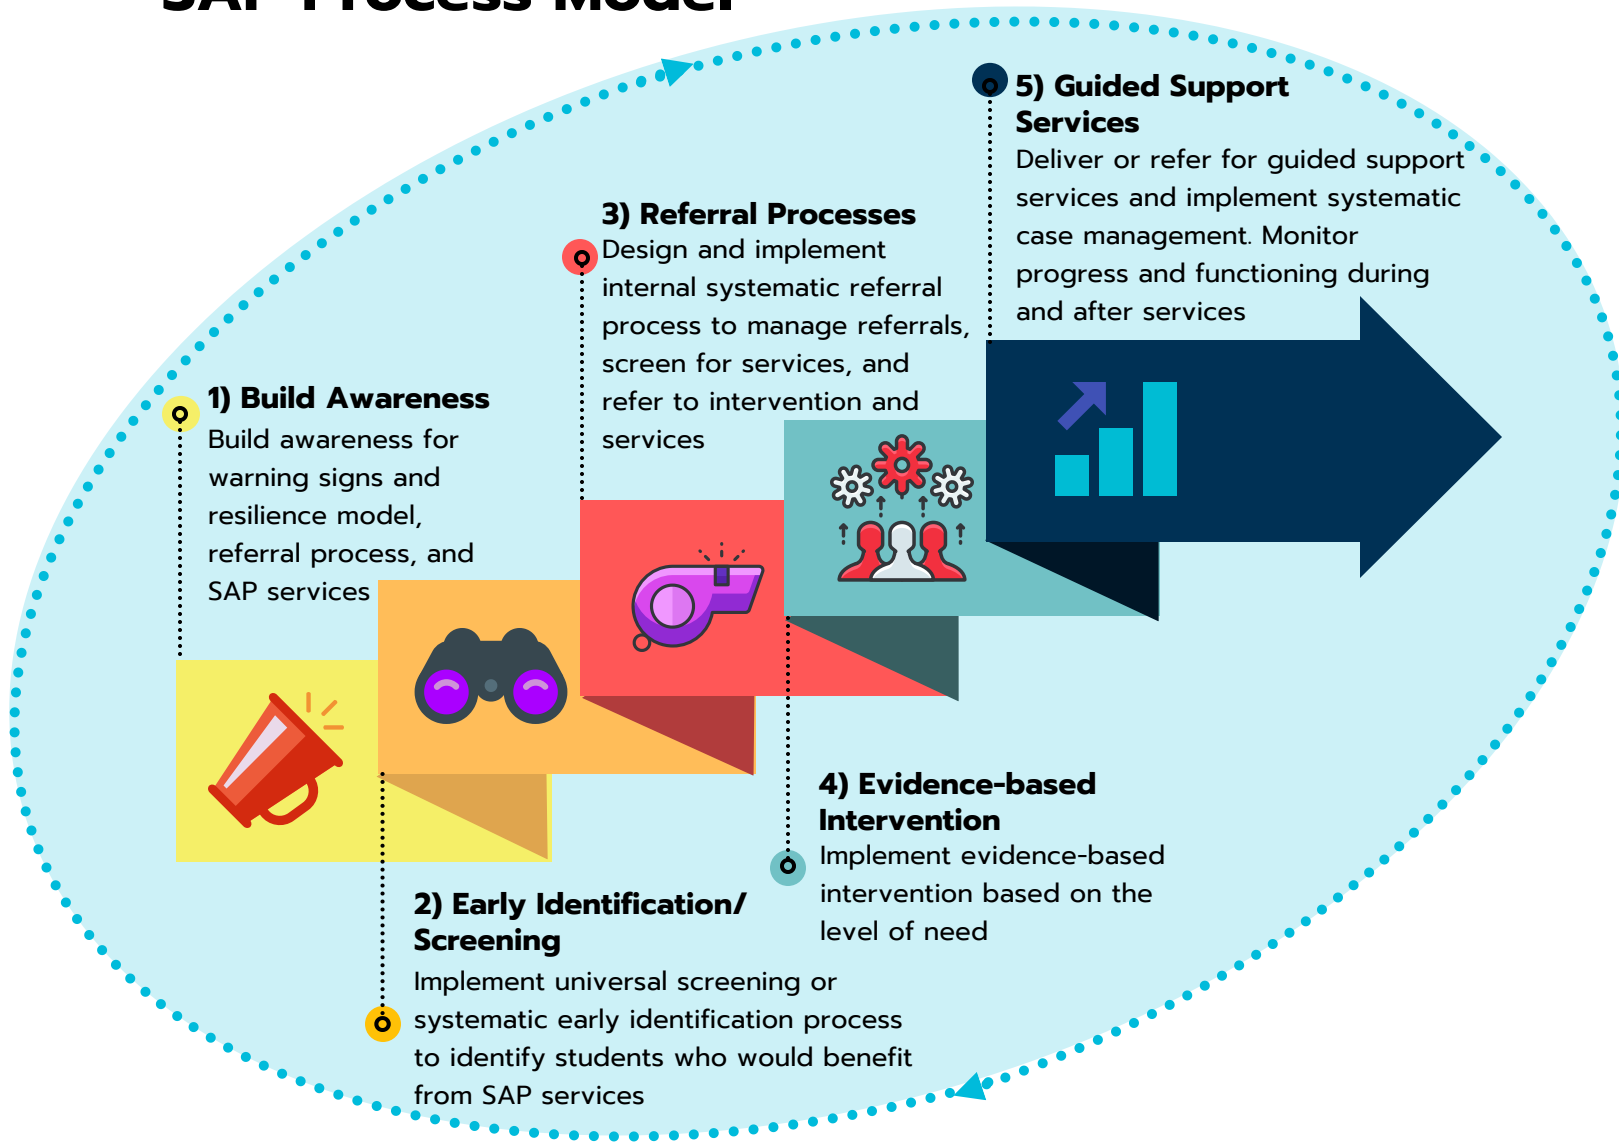 SAP Process Model
1) Build Awareness
Build awareness for
warning signs and
resilience model,
referral process, and
SAP services
2) Early Identification/
Screening
Implement universal screening or
systematic early identification process
to identify students who would benefit
from SAP services
3) Referral Processes
Design and implement
internal systematic referral
process to manage referrals,
screen for services, and
refer to intervention and
services
4) Evidence-based
Intervention
Implement evidence-based
intervention based on the
level of need
5) Guided Support
Services
Deliver or refer for guided support
services and implement systematic
case management. Monitor
progress and functioning during
and after services